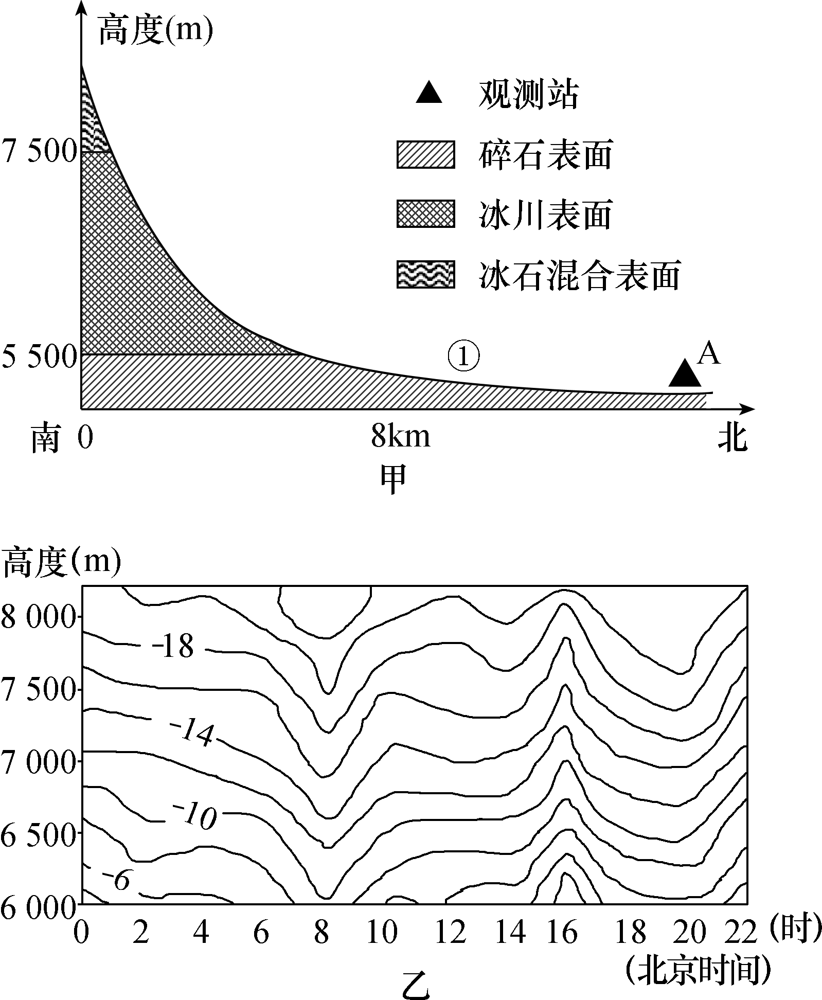 高度(m)
观测站
7 500
碎石表面
冰川表面
冰石混合表面
5 500
①
A
南 0
8km
北
甲
高度(m)
8 000
-18
7 500
-14
7 000
-10
6 500
-6
6 000
0 2 4 6 8 10 12 14 16 18 20 22 (时)
(北京时间)
乙